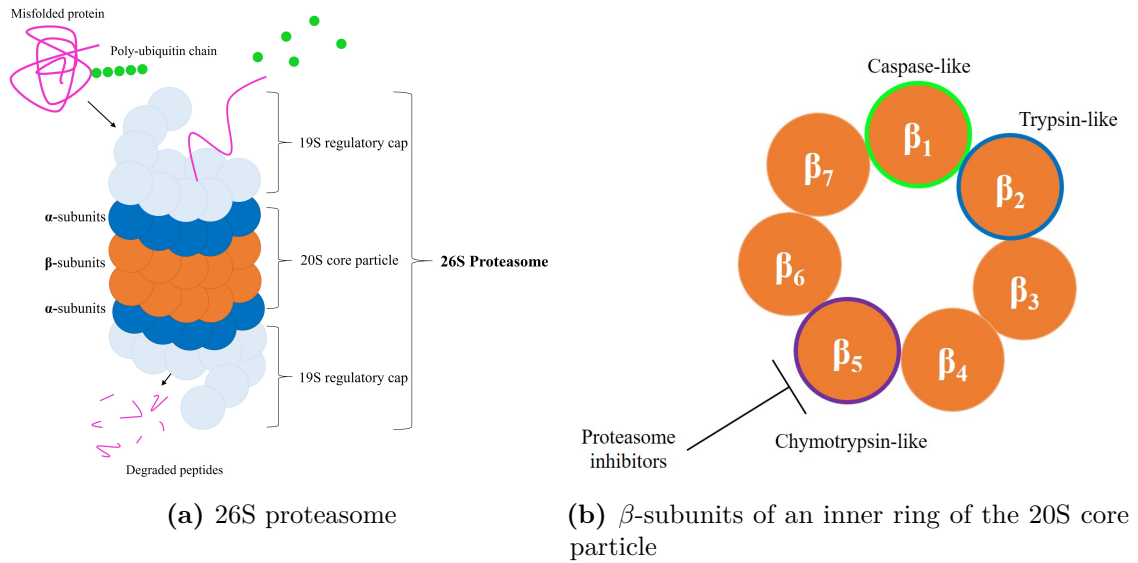 Misfolded protein
Poly-ubiquitin chain
19S regulatory cap
α-subunits
β-subunits
20S core particle
26S Proteasome
α-subunits
19S regulatory cap
Degraded peptides
(a) 26S proteasome
Caspase-like
Trypsin-like
β1
β2
β7
β6
β3
β5
β4
Proteasome
inhibitors
Chymotrypsin-like
(b) β-subunits of an inner ring of the 20S core
particle